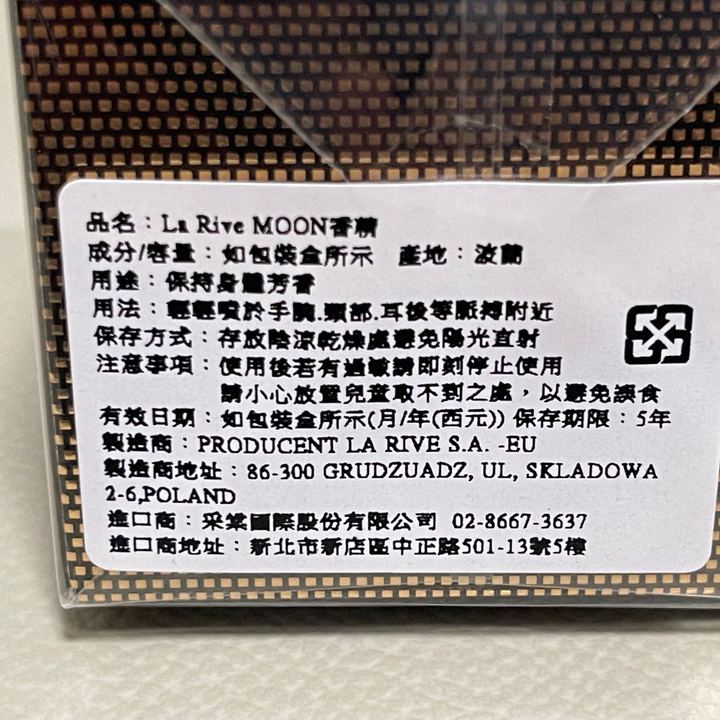 品名：La Rive MOON香精
成分/容量：如包裝盒所示　產地：波蘭
用途：保持身體芳香
用法：輕輕噴於手腕.頸部.耳後等脈搏附近
保存方式：存放陰涼乾燥處避免陽光直射
注意事項：使用後若有過敏請即刻停止使用
請小心放置兒童取不到之處，以避免誤食
有效日期：如包裝盒所示(月/年(西元)) 保存期限：5年
製造商：PRODUCENT LA RIVE S.A. -EU
製造商地址：86-300 GRUDZUADZ, UL, SKLADOWA
2-6,POLAND
進口商：采棠國際股份有限公司 02-8667-3637
進口商地址：新北市新店區中正路501-13號5樓